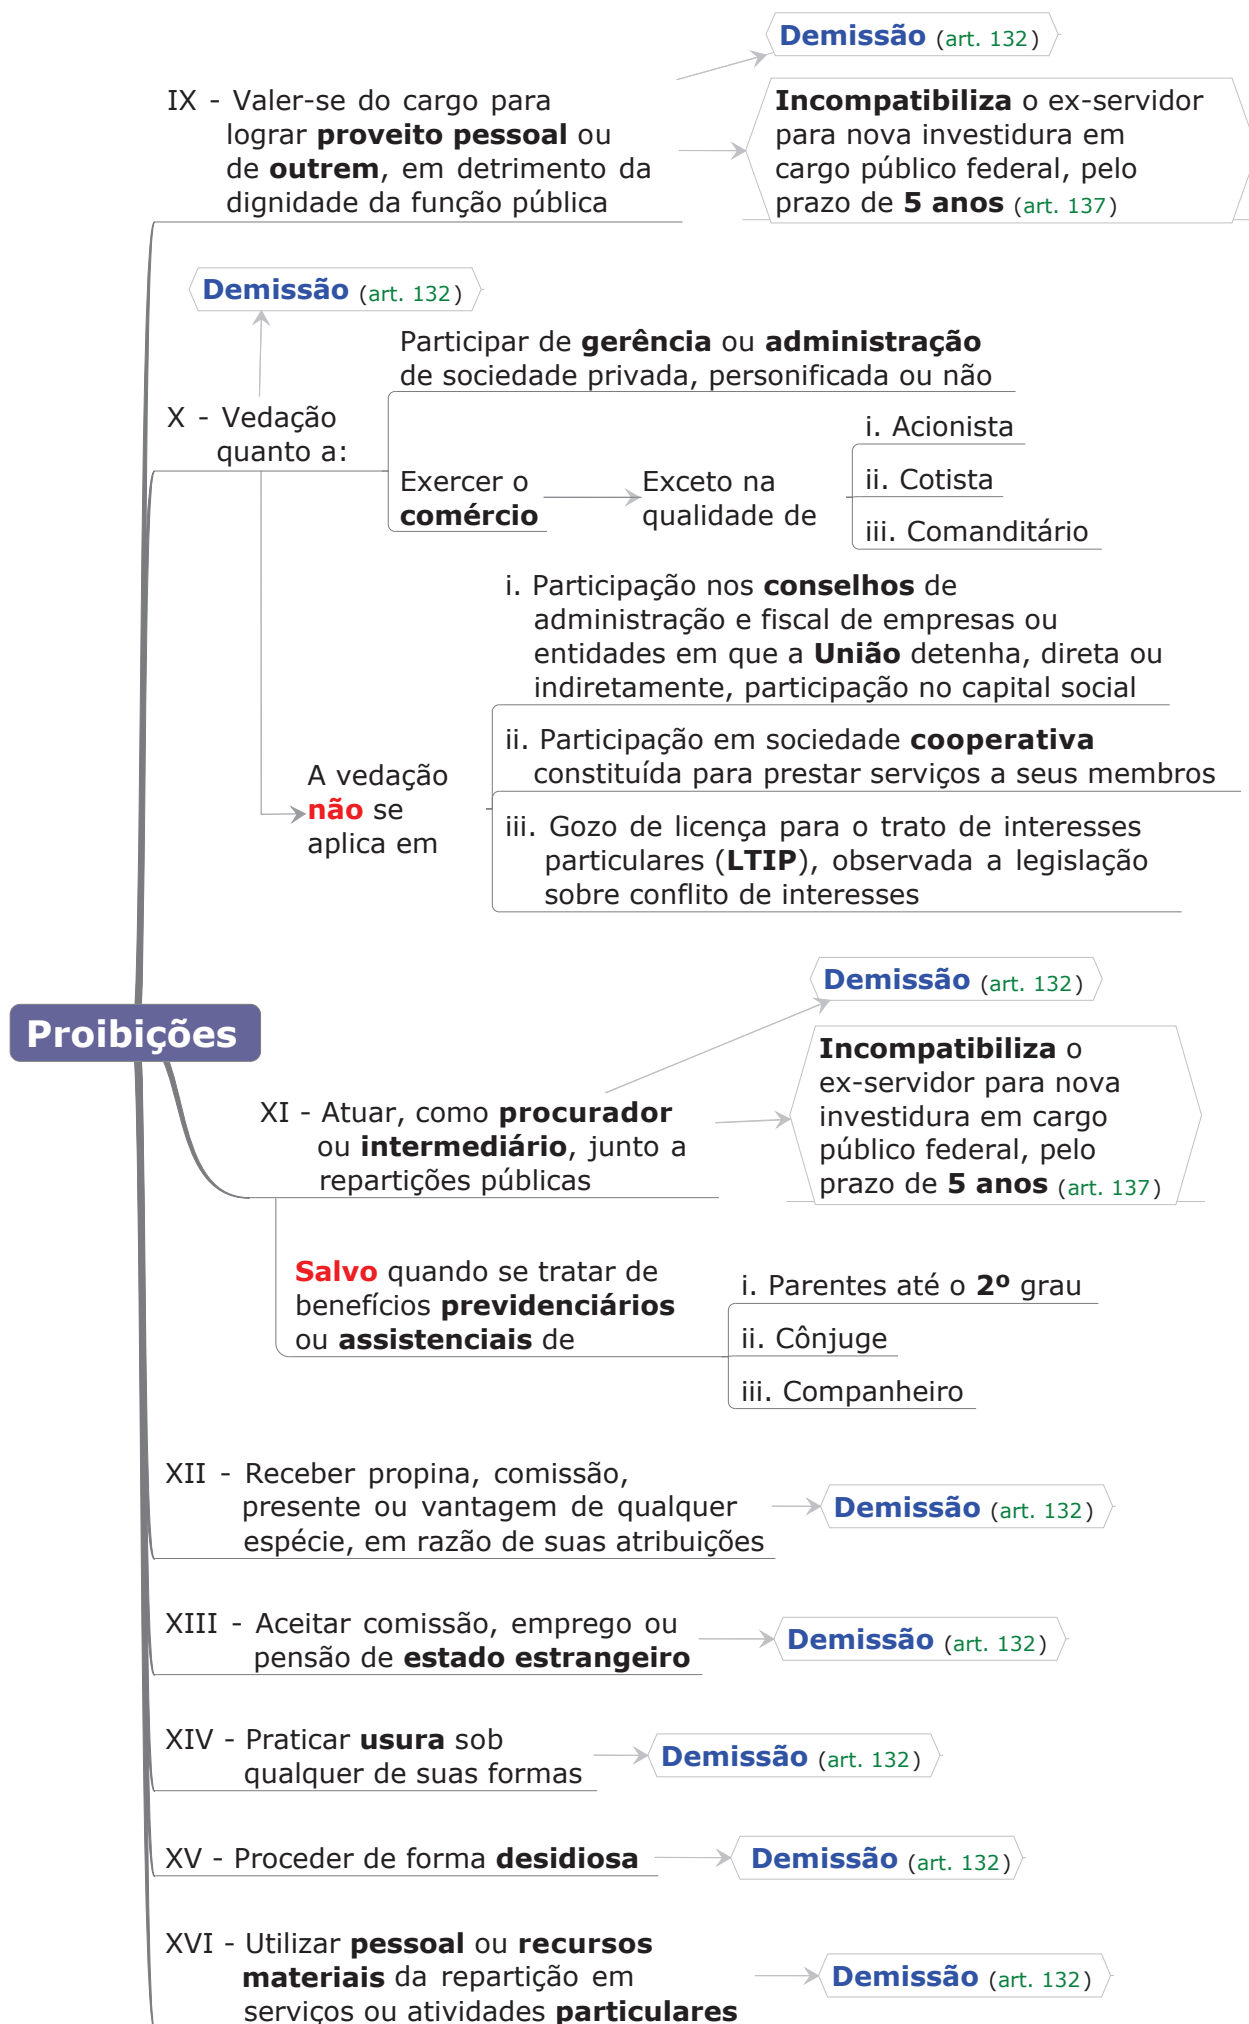 Demissão (art. 132)
IX - Valer-se do cargo para
lograr proveito pessoal ou
de outrem, em detrimento da
dignidade da função pública
Incompatibiliza o ex-servidor
para nova investidura em
cargo público federal, pelo
prazo de 5 anos (art. 137)
Demissão (art. 132)
X - Vedação
quanto a:
Participar de gerência ou administração
de sociedade privada, personificada ou não
Exercer o
comércio
Exceto na
qualidade de
i. Acionista
ii. Cotista
iii. Comanditário
A vedação
não se
aplica em
i. Participação nos conselhos de
administração e fiscal de empresas ou
entidades em que a União detenha, direta ou
indiretamente, participação no capital social
ii. Participação em sociedade cooperativa
constituída para prestar serviços a seus membros
iii. Gozo de licença para o trato de interesses
particulares (LTIP), observada a legislação
sobre conflito de interesses
Proibições
Demissão (art. 132)
XI - Atuar, como procurador
ou intermediário, junto a
repartições públicas
Incompatibiliza o
ex-servidor para nova
investidura em cargo
público federal, pelo
prazo de 5 anos (art. 137)
Salvo quando se tratar de
benefícios previdenciários
ou assistenciais de
i. Parentes até o 2º grau
ii. Cônjuge
iii. Companheiro
XII - Receber propina, comissão,
presente ou vantagem de qualquer
espécie, em razão de suas atribuições
Demissão (art. 132)
XIII - Aceitar comissão, emprego ou
pensão de estado estrangeiro
Demissão (art. 132)
XIV - Praticar usura sob
qualquer de suas formas
Demissão (art. 132)
XV - Proceder de forma desidiosa
Demissão (art. 132)
XVI - Utilizar pessoal ou recursos
materiais da repartição em
serviços ou atividades particulares
Demissão (art. 132)